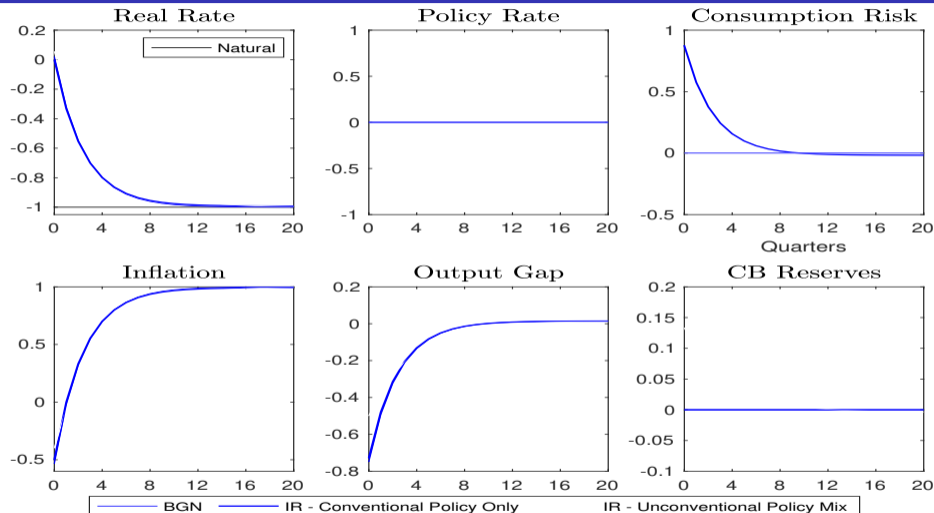 Real Rate Policy Rate Consumption Risk
0.2 1 1
0 Natural
-0.2 0.5 0.5
-0.4 0
-0.6 0
-0.8 -0.5
-1 -1 -0.5
0 4 8 12 16 20 0 4 8 12 16 20 0 4 8 12 16 20
Quarters
Inflation Output Gap CB Reserves
1 0.2 0.2
0 0.15
0.5 -0.2 0.1
0.05
0 -0.4 0
-0.6 -0.05
-0.5 -0.8 -0.1
0 4 8 12 16 20 0 4 8 12 16 20 0 4 8 12 16 20
BGN IR - Conventional Policy Only IR - Unconventional Policy Mix